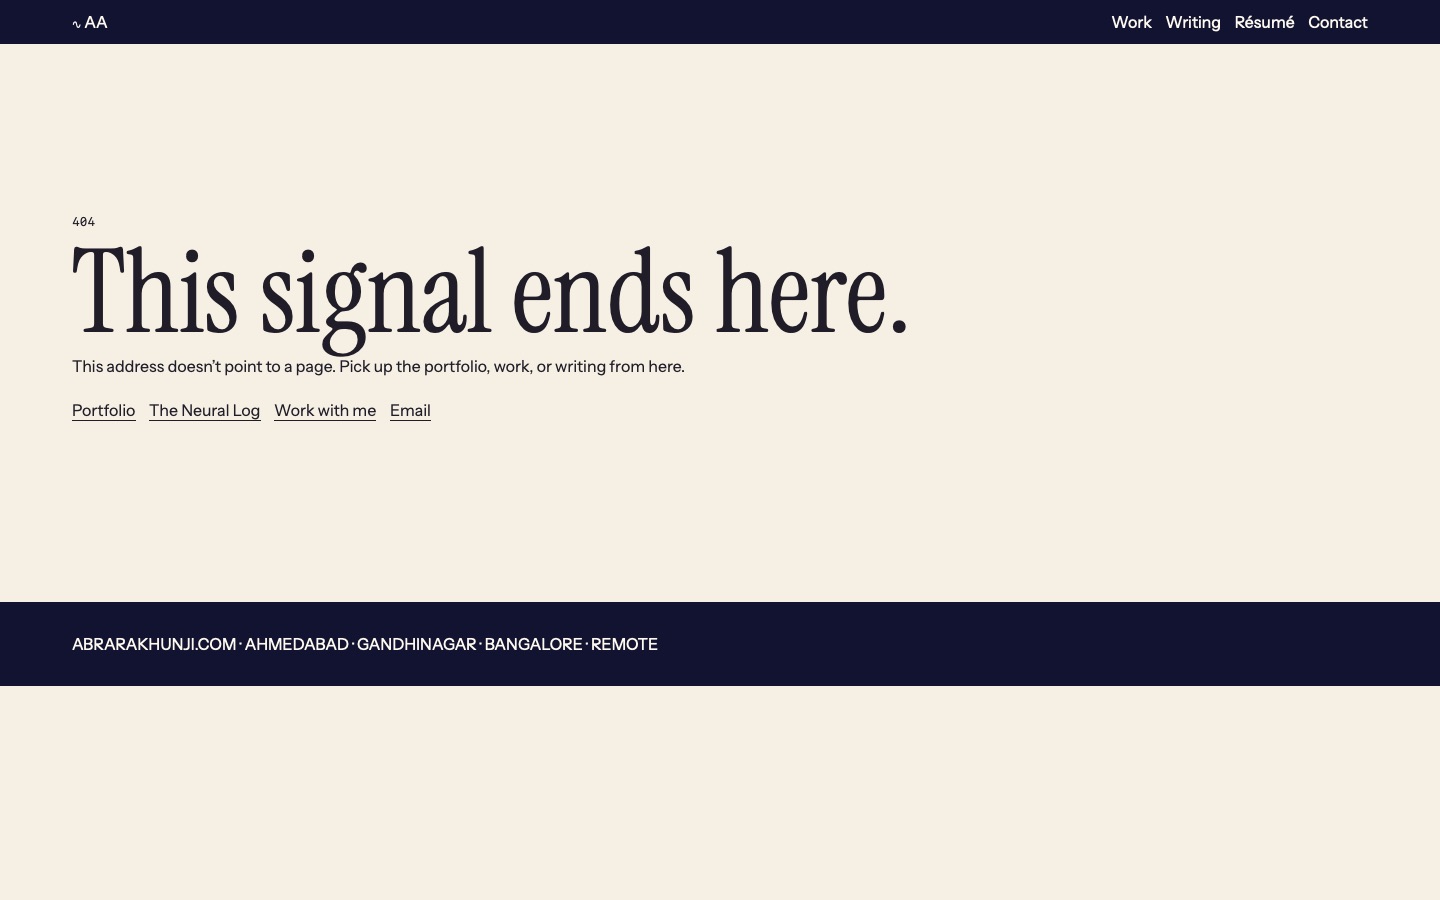 ∿ AA
Work Writing Résumé Contact
404
This signal ends here.
This address doesn’t point to a page. Pick up the portfolio, work, or writing from here.
Portfolio The Neural Log Work with me Email
ABRARAKHUNJI.COM · AHMEDABAD · GANDHINAGAR · BANGALORE · REMOTE